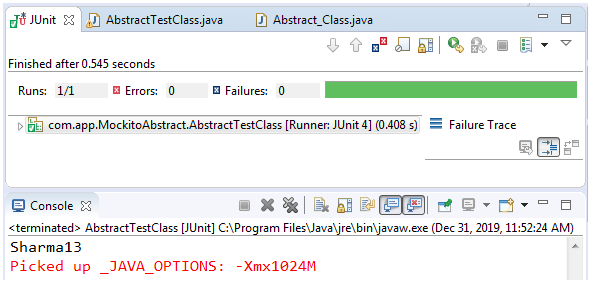 JUnit AbstractTestClass.java Abstract_Class.java
Finished after 0.545 seconds
Runs: 1/1 Errors: 0 Failures: 0
com.app.MockitoAbstract.AbstractTestClass [Runner: JUnit 4] (0.408 s)
Failure Trace
Console
<terminated> AbstractTestClass [JUnit] C:\Program Files\Java\jre\bin\javaw.exe (Dec 31, 2019, 11:52:24 AM)
Sharma13
Picked up _JAVA_OPTIONS: -Xmx1024M